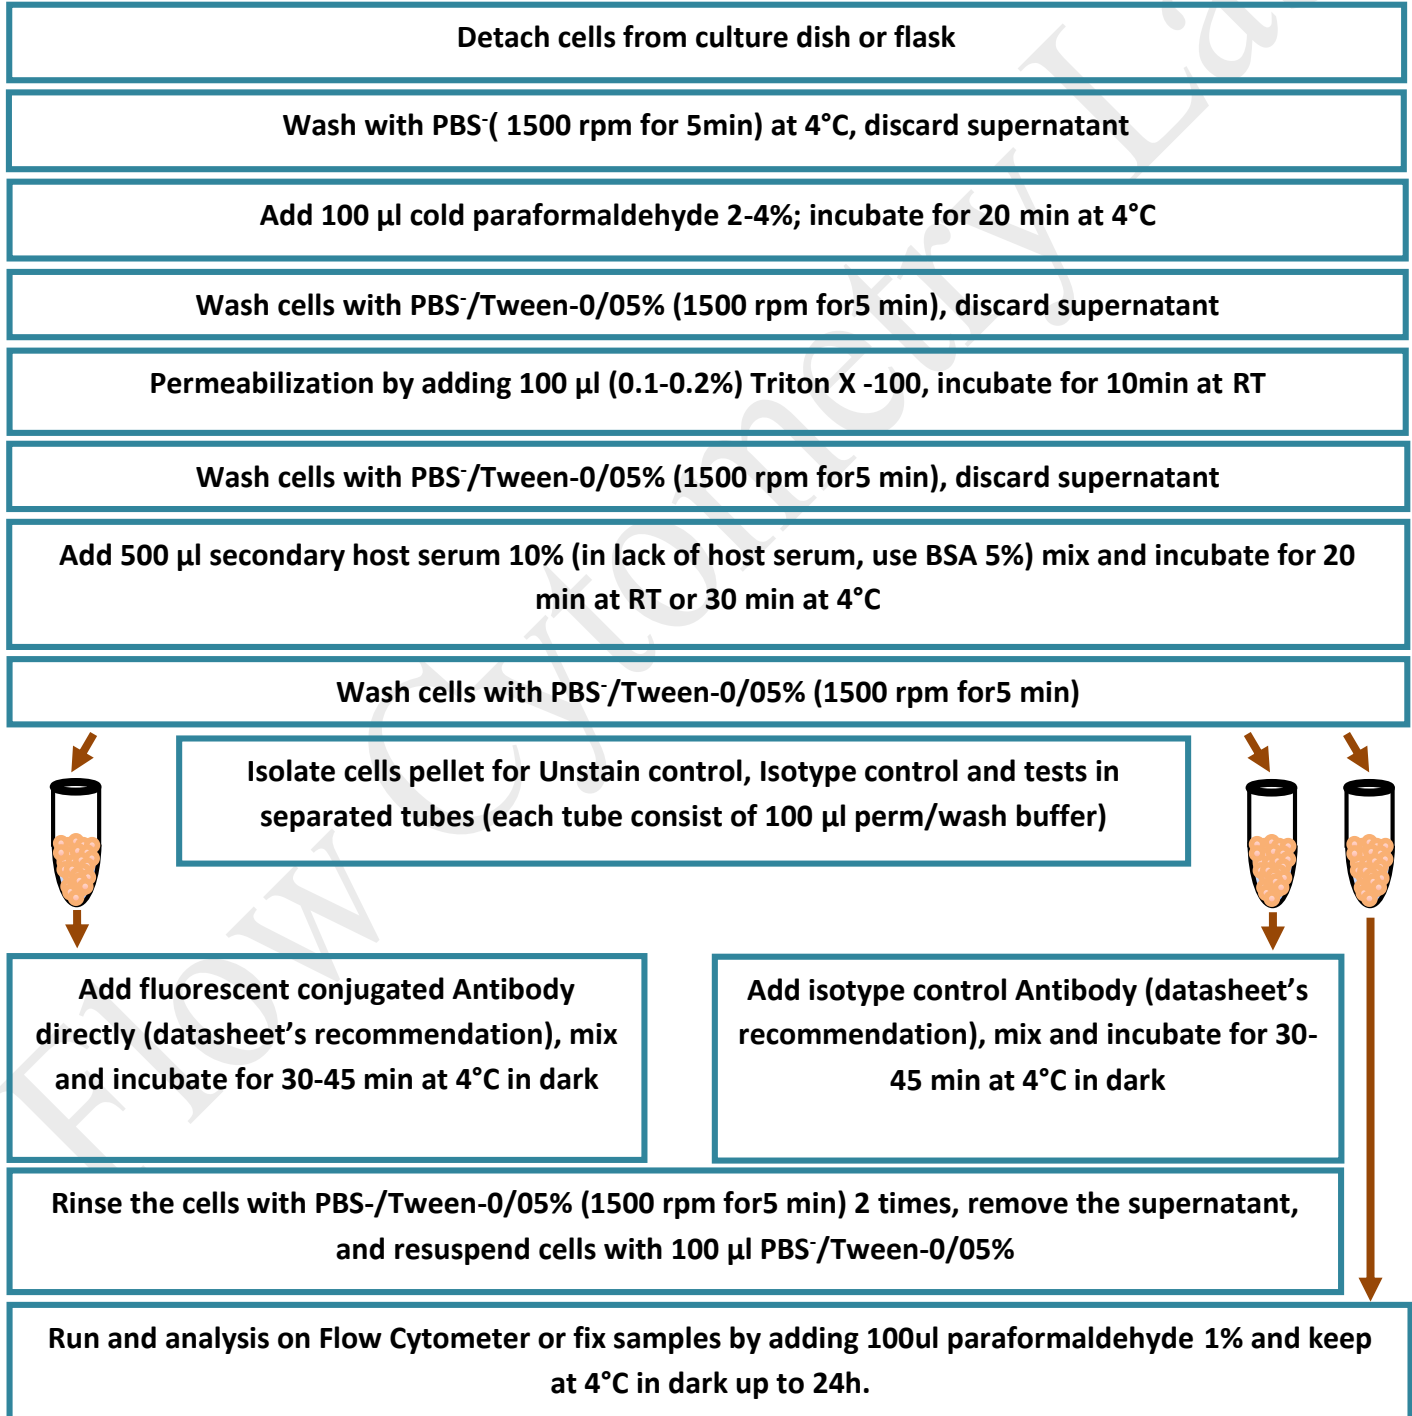 Detach cells from culture dish or flask
Wash with PBS⁻( 1500 rpm for 5min) at 4°C, discard supernatant
Add 100 µl cold paraformaldehyde 2-4%; incubate for 20 min at 4°C
Wash cells with PBS⁻/Tween-0/05% (1500 rpm for5 min), discard supernatant
Permeabilization by adding 100 µl (0.1-0.2%) Triton X -100, incubate for 10min at RT
Wash cells with PBS⁻/Tween-0/05% (1500 rpm for5 min), discard supernatant
Add 500 µl secondary host serum 10% (in lack of host serum, use BSA 5%) mix and incubate for 20
min at RT or 30 min at 4°C
Wash cells with PBS⁻/Tween-0/05% (1500 rpm for5 min)
Isolate cells pellet for Unstain control, Isotype control and tests in
separated tubes (each tube consist of 100 µl perm/wash buffer)
Add fluorescent conjugated Antibody
directly (datasheet’s recommendation), mix
and incubate for 30-45 min at 4°C in dark
Add isotype control Antibody (datasheet’s
recommendation), mix and incubate for 30-
45 min at 4°C in dark
Rinse the cells with PBS-/Tween-0/05% (1500 rpm for5 min) 2 times, remove the supernatant,
and resuspend cells with 100 µl PBS⁻/Tween-0/05%
Run and analysis on Flow Cytometer or fix samples by adding 100ul paraformaldehyde 1% and keep
at 4°C in dark up to 24h.
Flow Cytometry La